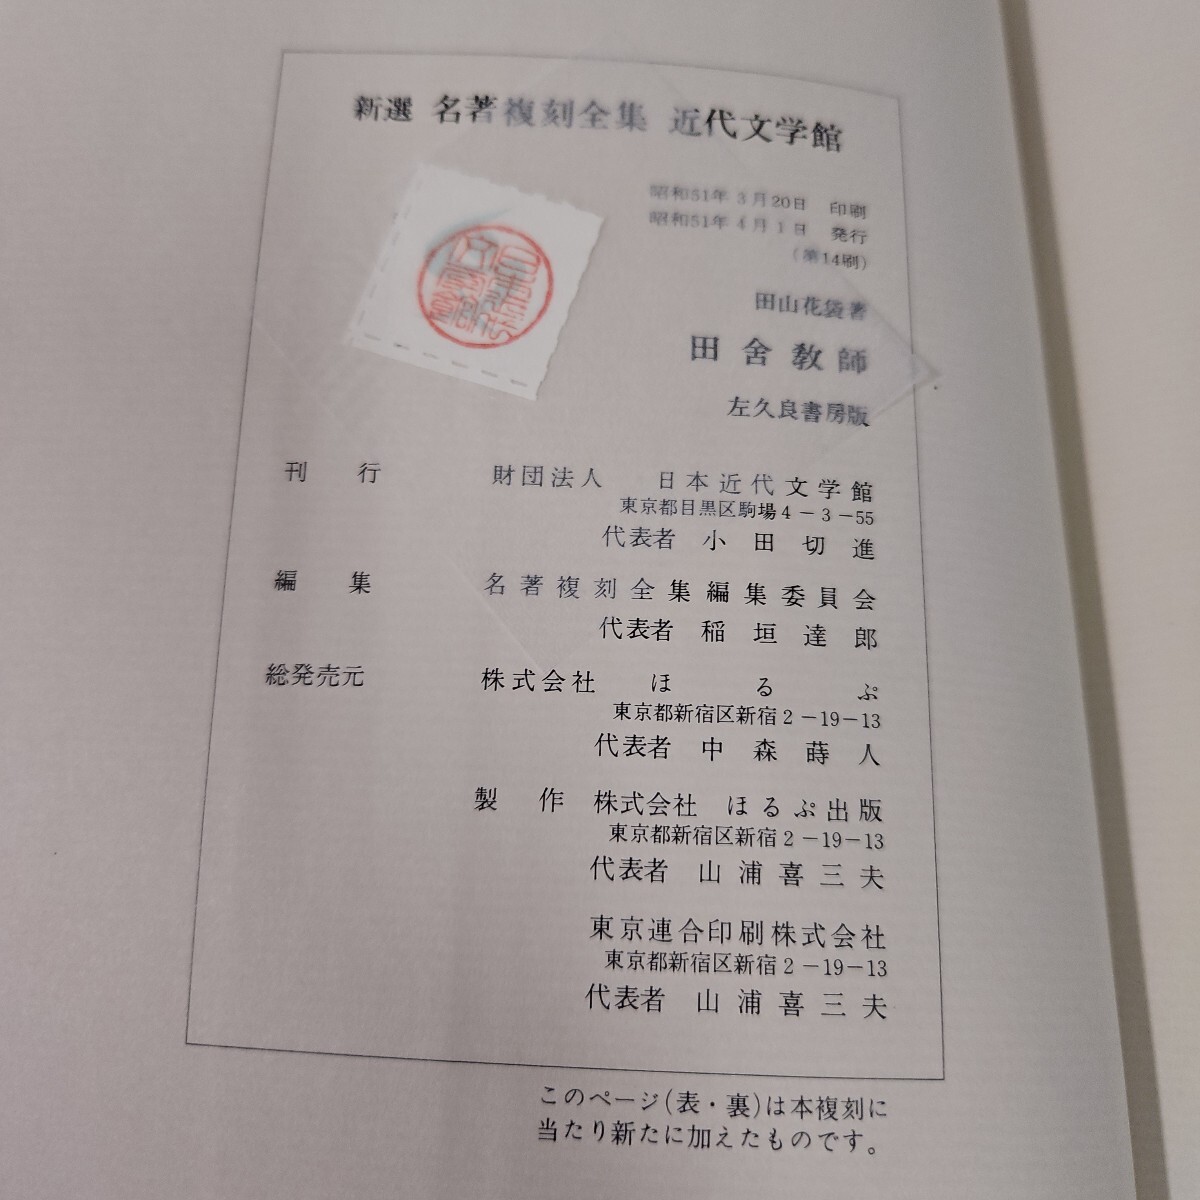 新選 名著複刻全集 近代文学館
昭和51年3月20日 印刷
昭和51年4月1日 発行
(第14刷)
田山花袋著
田舎教師
左久良書房版
刊行 財団法人 日本近代文学館
東京都目黒区駒場4-3-55
代表者 小田切進
編集 名著複刻全集編集委員会
代表者 稲垣達郎
総発売元 株式会社 ほるぷ
東京都新宿区新宿2-19-13
代表者 中森蒔人
製作 株式会社 ほるぷ出版
東京都新宿区新宿2-19-13
代表者 山浦喜三夫
東京連合印刷株式会社
東京都新宿区新宿2-19-13
代表者 山浦喜三夫
このページ(表・裏)は本複刻に
当たり新たに加えたものです。